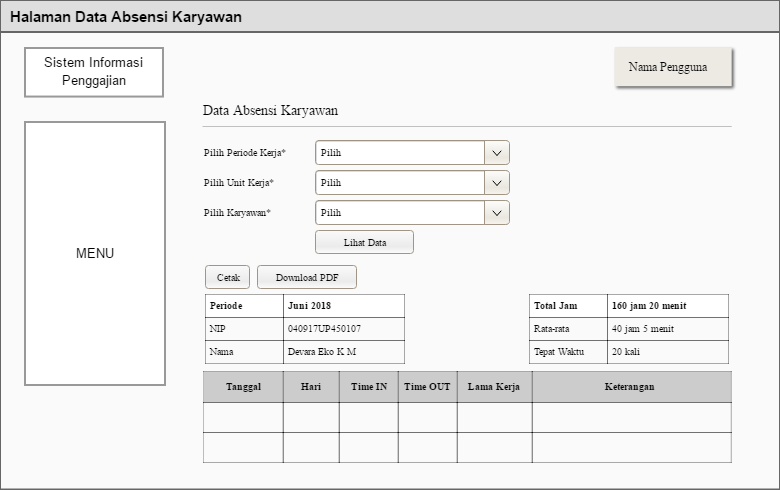 Halaman Data Absensi Karyawan
Sistem Informasi
Penggajian
Nama Pengguna
MENU
Data Absensi Karyawan
Pilih Periode Kerja* Pilih
Pilih Unit Kerja* Pilih
Pilih Karyawan* Pilih
Lihat Data
Cetak Download PDF
Periode Juni 2018
NIP 040917UP450107
Nama Devara Eko K M
Total Jam 160 jam 20 menit
Rata-rata 40 jam 5 menit
Tepat Waktu 20 kali
Tanggal Hari Time IN Time OUT Lama Kerja Keterangan